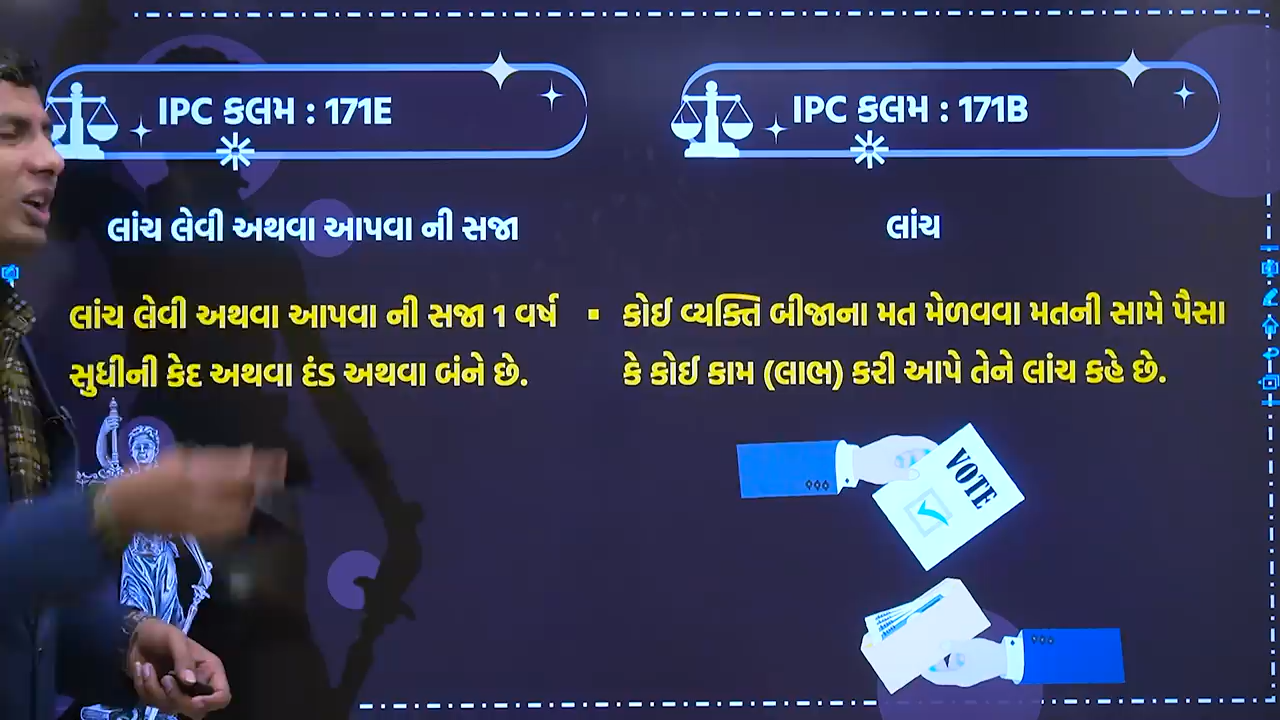 IPC કલમ : 171E
લાંચ લેવી અથવા આપવા ની સજા
લાંચ લેવી અથવા આપવા ની સજા 1 વર્ષ
સુધીની કેદ અથવા દંડ અથવા બંને છે.
IPC કલમ : 171B
લાંચ
▪ કોઈ વ્યક્તિ બીજાના મત મેળવવા મતની સામે પૈસા
કે કોઈ કામ (લાભ) કરી આપે તેને લાંચ કહે છે.
VOTE